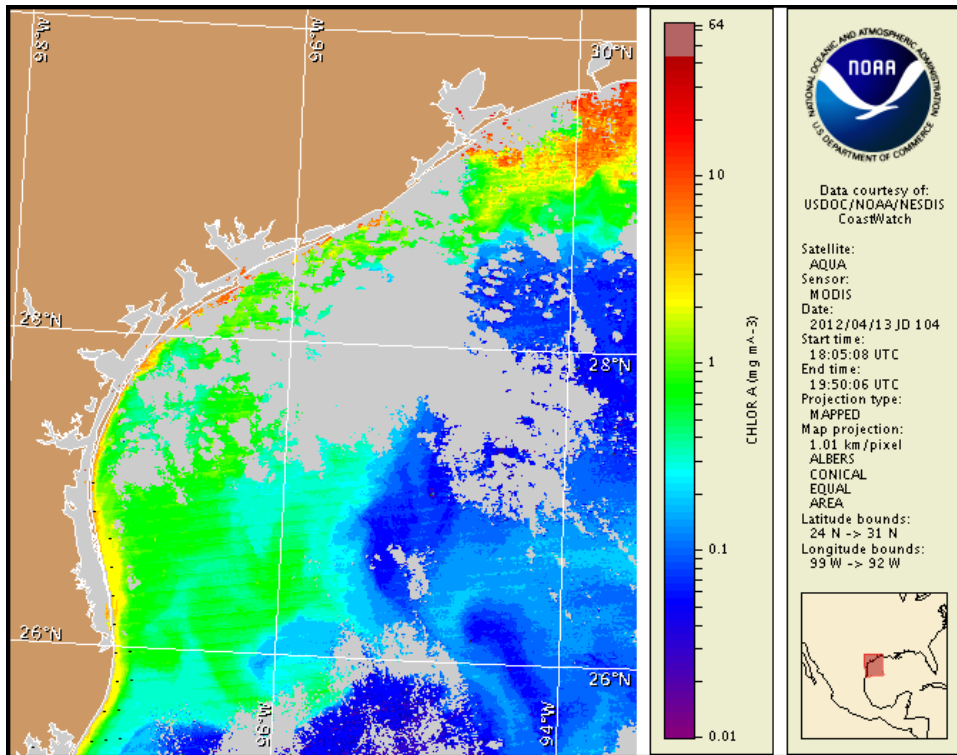 98°W
96°W
30°N
28°N
28°N
26°N
26°N
96°W
94°W
64
10
1
0.1
0.01
CHLOR A (mg m^-3)
NATIONAL OCEANIC AND ATMOSPHERIC ADMINISTRATION
NOAA
U.S. DEPARTMENT OF COMMERCE
Data courtesy of:
USDOC/NOAA/NESDIS
CoastWatch
Satellite:
AQUA
Sensor:
MODIS
Date:
2012/04/13 JD 104
Start time:
18:05:08 UTC
End time:
19:50:06 UTC
Projection type:
MAPPED
Map projection:
1.01 km/pixel
ALBERS
CONICAL
EQUAL
AREA
Latitude bounds:
24 N -> 31 N
Longitude bounds:
99 W -> 92 W